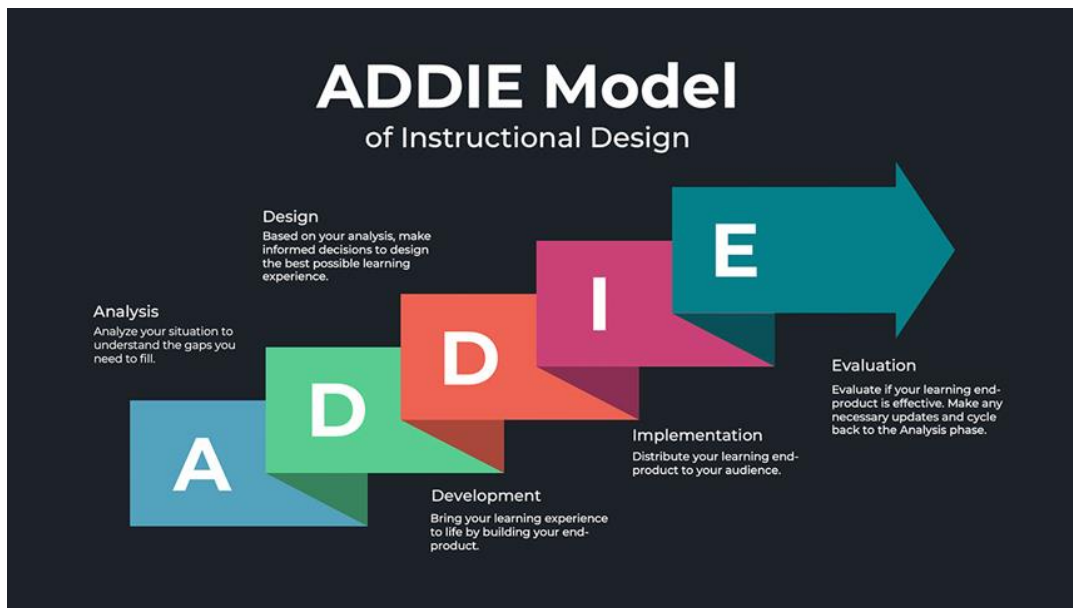 ADDIE Model
of Instructional Design
Analysis
Analyze your situation to
understand the gaps you
need to fill.
Design
Based on your analysis, make
informed decisions to design
the best possible learning
experience.
Development
Bring your learning experience
to life by building your end-
product.
Implementation
Distribute your learning end-
product to your audience.
Evaluation
Evaluate if your learning end-
product is effective. Make any
necessary updates and cycle
back to the Analysis phase.
A
D
D
I
E